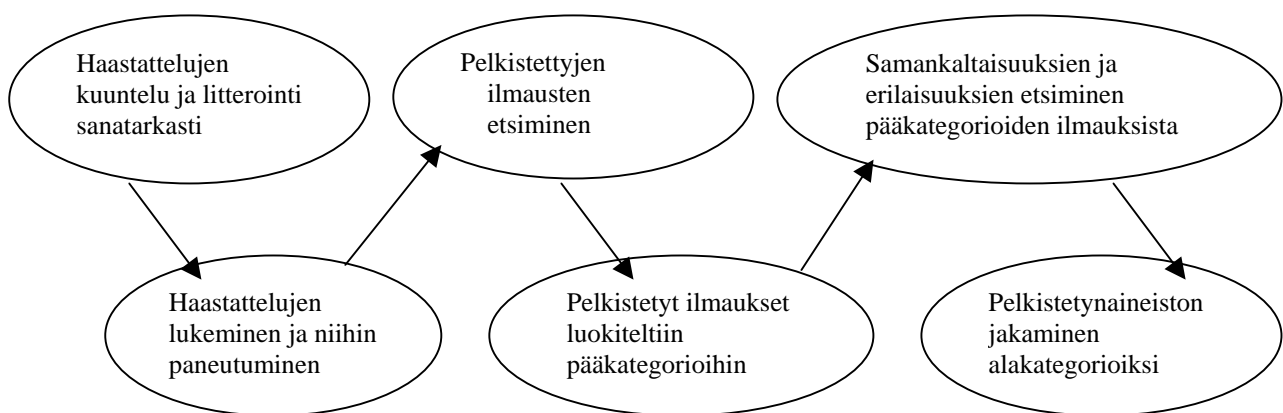 Haastattelujen
kuuntelu ja litterointi
sanatarkasti
Haastattelujen
lukeminen ja niihin
paneutuminen
Pelkistettyjen
ilmausten
etsiminen
Pelkistetyt ilmaukset
luokiteltiin
pääkategorioihin
Samankaltaisuuksien ja
erilaisuuksien etsiminen
pääkategorioiden ilmauksista
Pelkistetynaineiston
jakaminen
alakategorioiksi